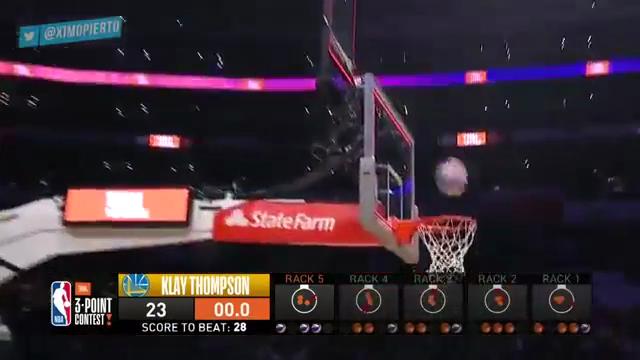 @XIMOPIERTO
State Farm
JBL
NBA
3-POINT
CONTEST
KLAY THOMPSON
23 00.0
SCORE TO BEAT: 28
RACK 5 RACK 4 RACK 3 RACK 2 RACK 1